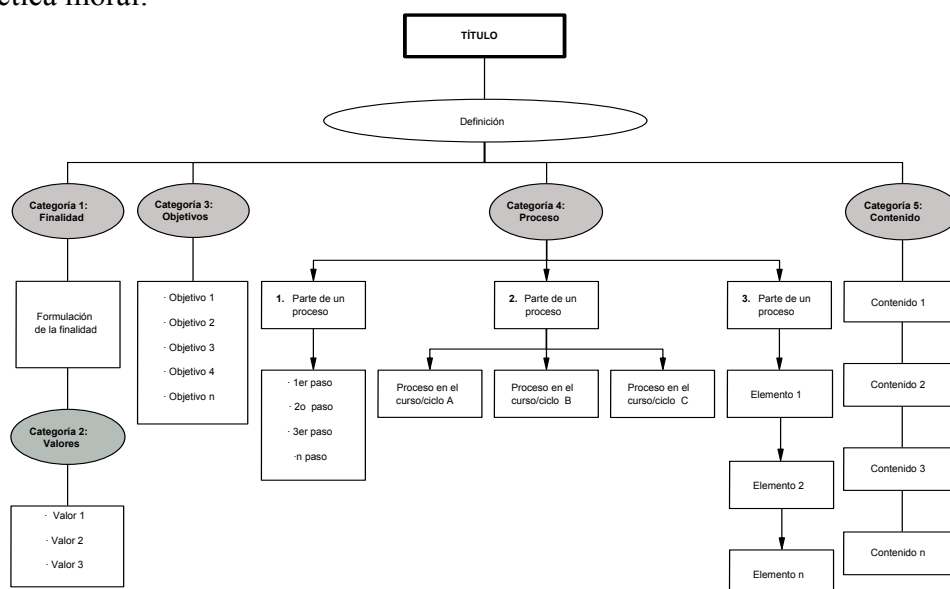 ctica moral.
TÍTULO
Definición
Categoría 1:
Finalidad
Categoría 3:
Objetivos
Categoría 4:
Proceso
Categoría 5:
Contenido
Formulación
de la finalidad
· Objetivo 1
· Objetivo 2
· Objetivo 3
· Objetivo 4
· Objetivo n
1. Parte de un
proceso
2. Parte de un
proceso
3. Parte de un
proceso
Contenido 1
· 1er paso
· 2o paso
· 3er paso
·n paso
Proceso en el
curso/ciclo A
Proceso en el
curso/ciclo B
Proceso en el
curso/ciclo C
Elemento 1
Contenido 2
Categoría 2:
Valores
Elemento 2
Contenido 3
· Valor 1
· Valor 2
· Valor 3
Elemento n
Contenido n